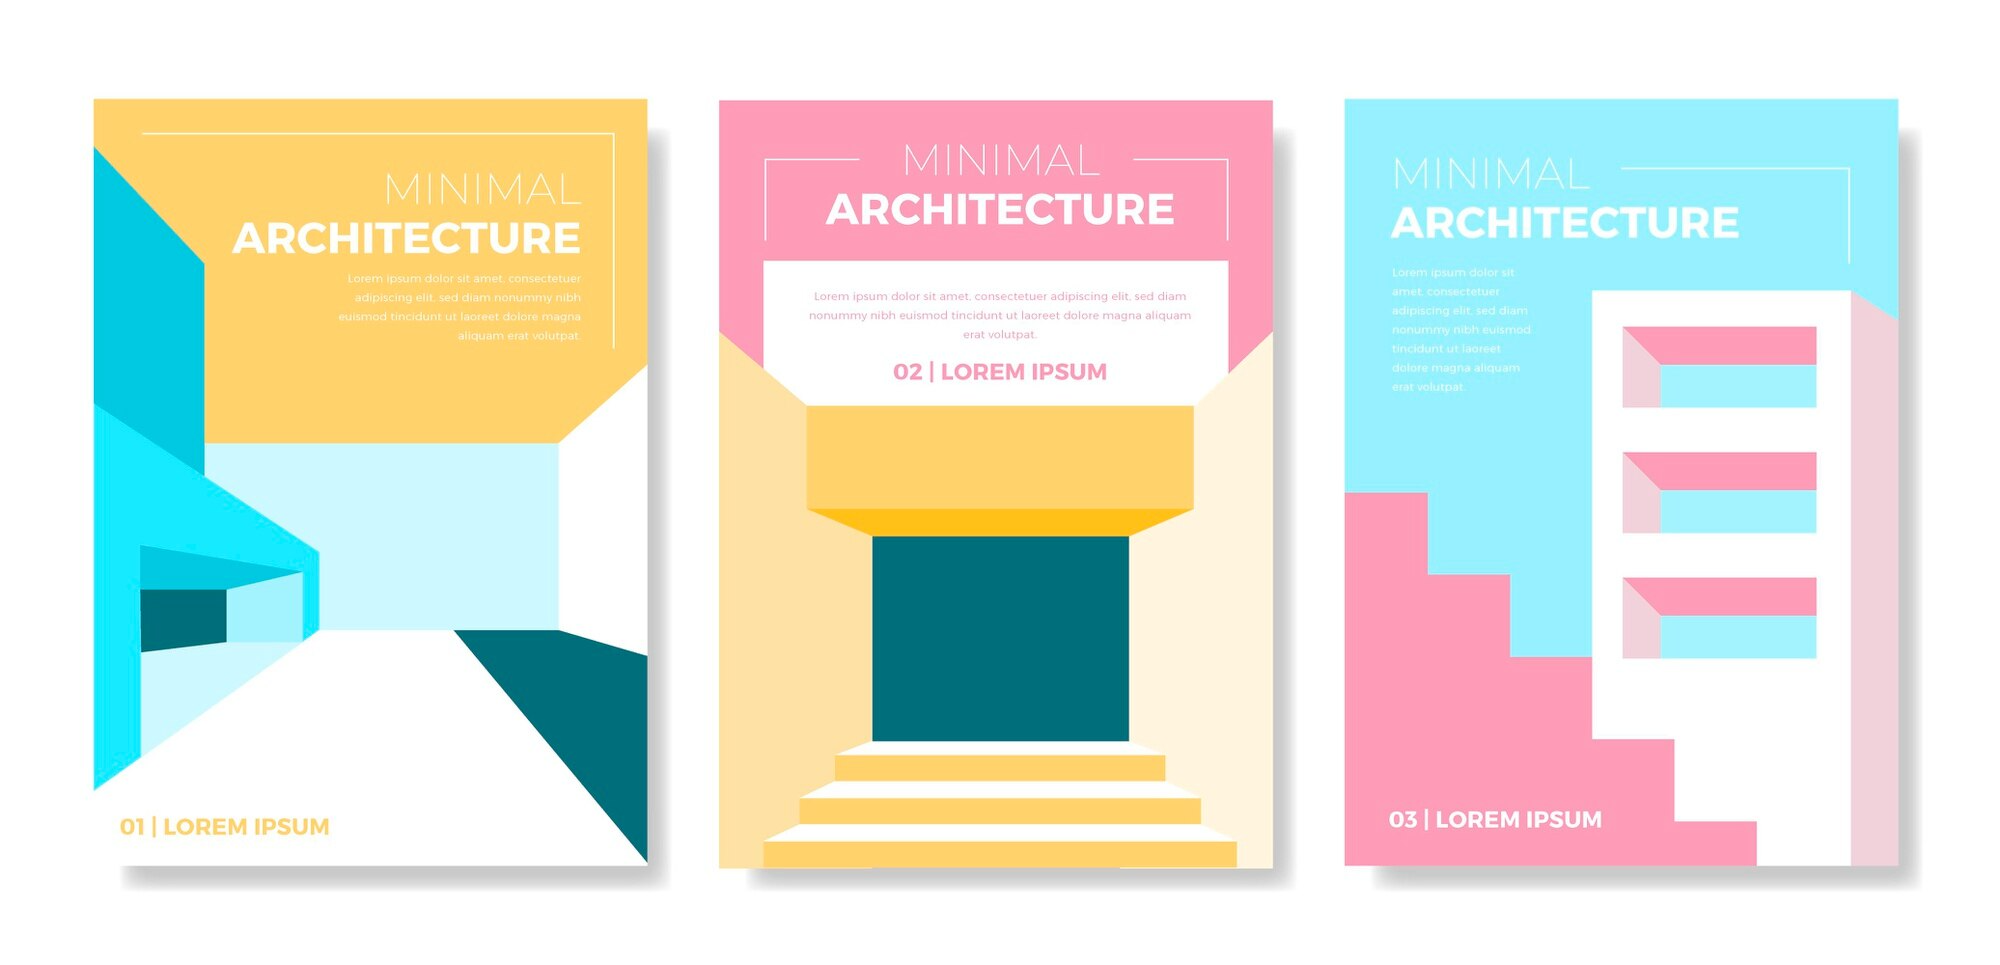 MINIMAL
ARCHITECTURE
Lorem ipsum dolor sit amet, consectetuer
adipiscing elit, sed diam nonummy nibh
euismod tincidunt ut laoreet dolore magna
aliquam erat volutpat.
01 | LOREM IPSUM
MINIMAL
ARCHITECTURE
Lorem ipsum dolor sit amet, consectetuer adipiscing elit, sed diam
nonummy nibh euismod tincidunt ut laoreet dolore magna aliquam
erat volutpat.
02 | LOREM IPSUM
MINIMAL
ARCHITECTURE
Lorem ipsum dolor sit
amet, consectetuer
adipiscing elit, sed diam
nonummy nibh euismod
tincidunt ut laoreet
dolore magna aliquam
erat volutpat.
03 | LOREM IPSUM